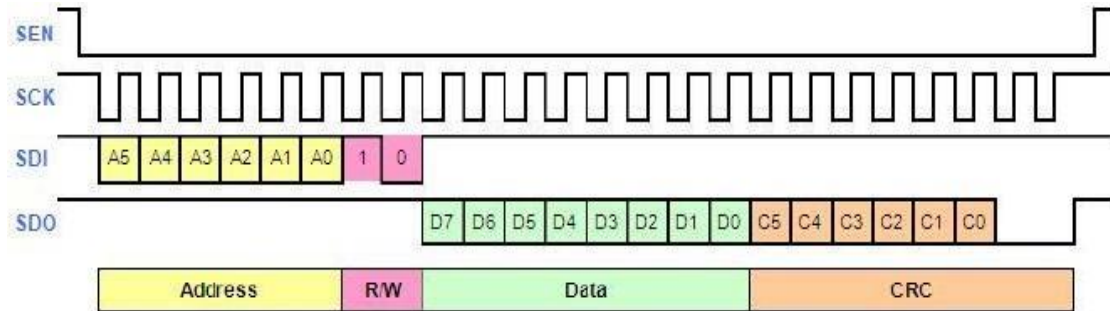 SEN
SCK
SDI A5 A4 A3 A2 A1 A0 1 0
SDO D7 D6 D5 D4 D3 D2 D1 D0 C5 C4 C3 C2 C1 C0
Address R/W Data CRC